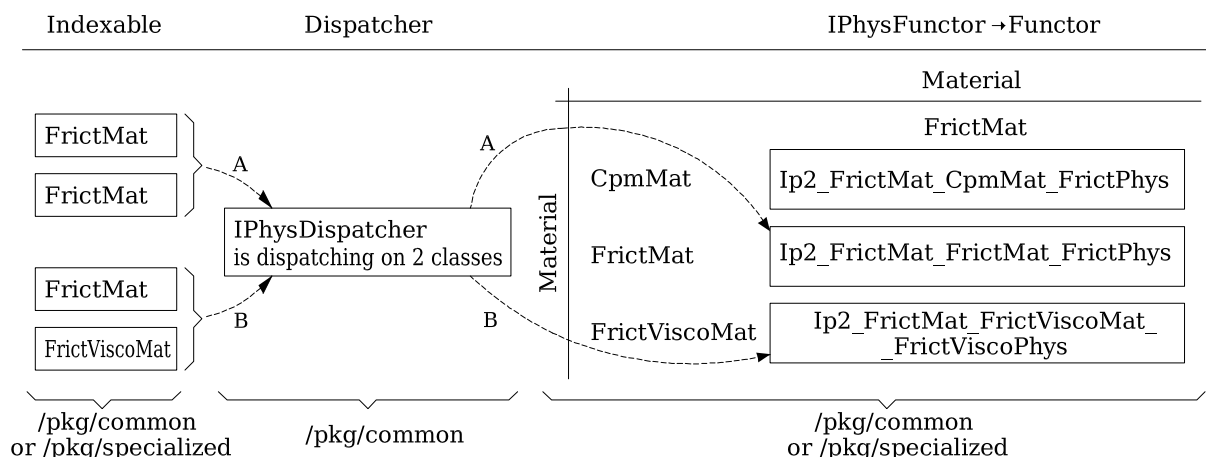 Indexable Dispatcher IPhysFunctor→Functor
Material
FrictMat
FrictMat
A
FrictMat
IPhysDispatcher
is dispatching on 2 classes
FrictMat
B
FrictViscoMat
A
B
Material
FrictMat
CpmMat
Ip2_FrictMat_CpmMat_FrictPhys
FrictMat
Ip2_FrictMat_FrictMat_FrictPhys
FrictViscoMat
Ip2_FrictMat_FrictViscoMat_
_FrictViscoPhys
/pkg/common
or /pkg/specialized
/pkg/common
/pkg/common
or /pkg/specialized